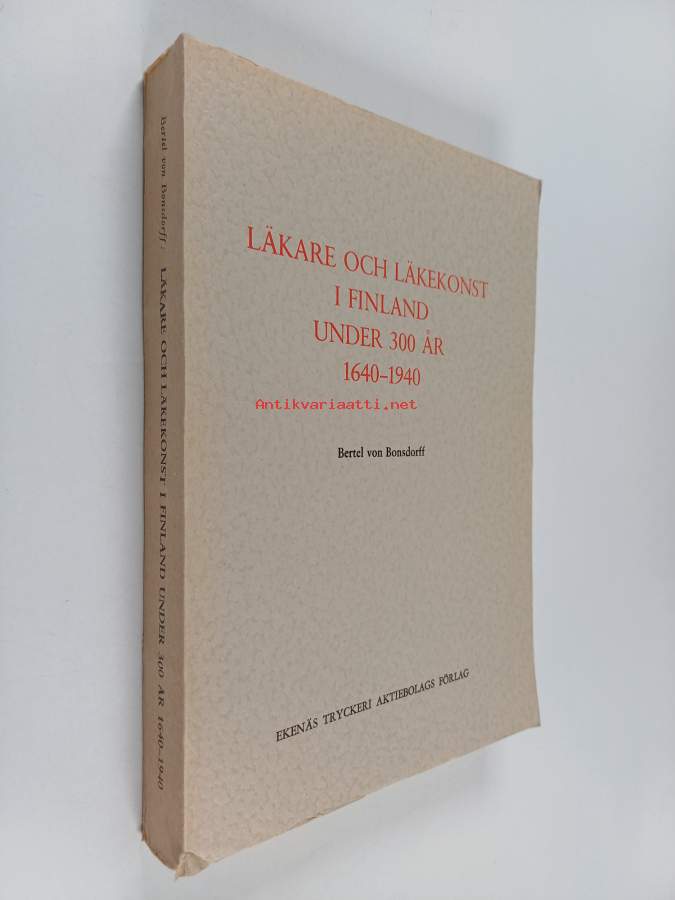 Bertel von Bonsdorff: LÄKARE OCH LÄKEKONST I FINLAND UNDER 300 ÅR 1640–1940
LÄKARE OCH LÄKEKONST
I FINLAND
UNDER 300 ÅR
1640–1940
Antikvariaatti.net
Bertel von Bonsdorff
EKENÄS TRYCKERI AKTIEBOLAGS FÖRLAG